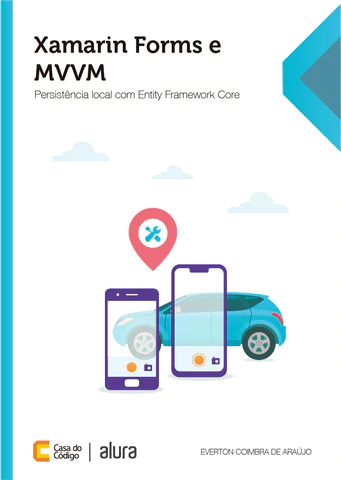 Xamarin Forms e
MVVM
Persistência local com Entity Framework Core
Casa do
Código
alura
EVERTON COIMBRA DE ARAÚJO